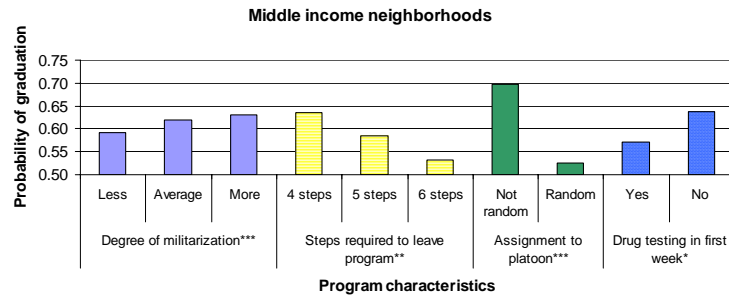 Middle income neighborhoods
Probability of graduation
0.75
0.70
0.65
0.60
0.55
0.50
Less Average More 4 steps 5 steps 6 steps Not random Random Yes No
Degree of militarization*** Steps required to leave program** Assignment to platoon*** Drug testing in first week*
Program characteristics